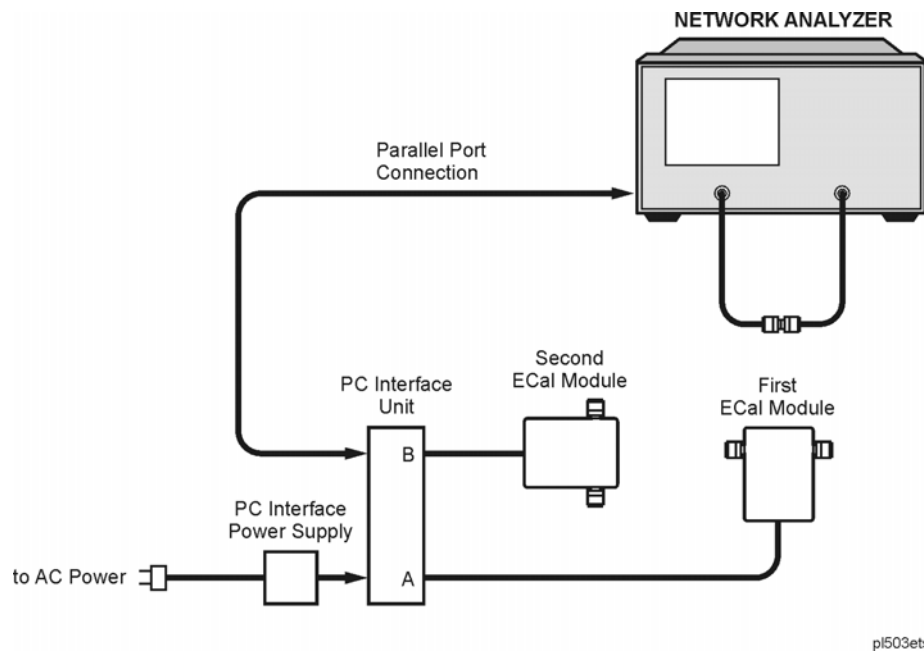 NETWORK ANALYZER
Parallel Port
Connection
Second
ECal Module
First
ECal Module
PC Interface
Unit
B
PC Interface
Power Supply
to AC Power
A